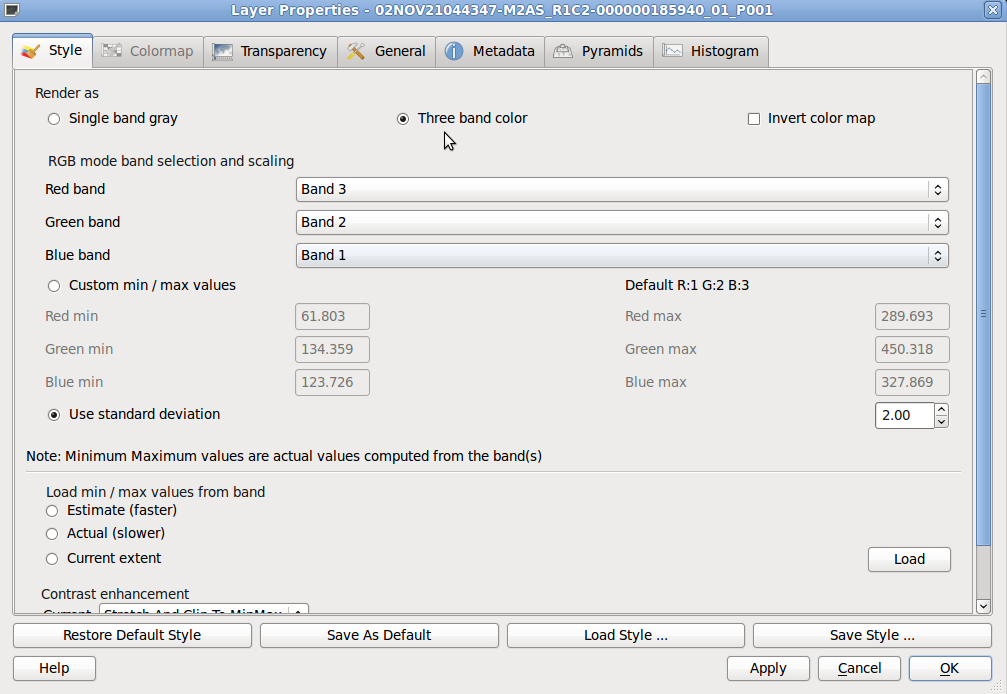 Layer Properties - 02NOV21044347-M2AS_R1C2-000000185940_01_P001
Style Colormap Transparency General Metadata Pyramids Histogram
Render as
Single band gray Three band color Invert color map
RGB mode band selection and scaling
Red band Band 3
Green band Band 2
Blue band Band 1
Custom min / max values Default R:1 G:2 B:3
Red min 61.803 Red max 289.693
Green min 134.359 Green max 450.318
Blue min 123.726 Blue max 327.869
Use standard deviation 2.00
Note: Minimum Maximum values are actual values computed from the band(s)
Load min / max values from band
Estimate (faster)
Actual (slower)
Current extent Load
Contrast enhancement
Current Stretch And Clip To MinMax
Restore Default Style Save As Default Load Style ... Save Style ...
Help Apply Cancel OK